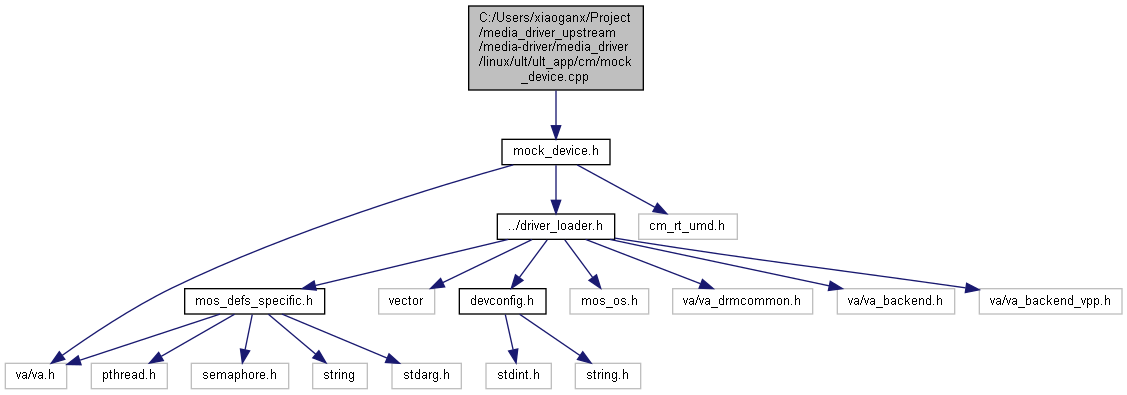 C:/Users/xiaoganx/Project
/media_driver_upstream
/media-driver/media_driver
/linux/ult/ult_app/cm/mock
_device.cpp
mock_device.h
../driver_loader.h
cm_rt_umd.h
mos_defs_specific.h
vector
devconfig.h
mos_os.h
va/va_drmcommon.h
va/va_backend.h
va/va_backend_vpp.h
va/va.h
pthread.h
semaphore.h
string
stdarg.h
stdint.h
string.h